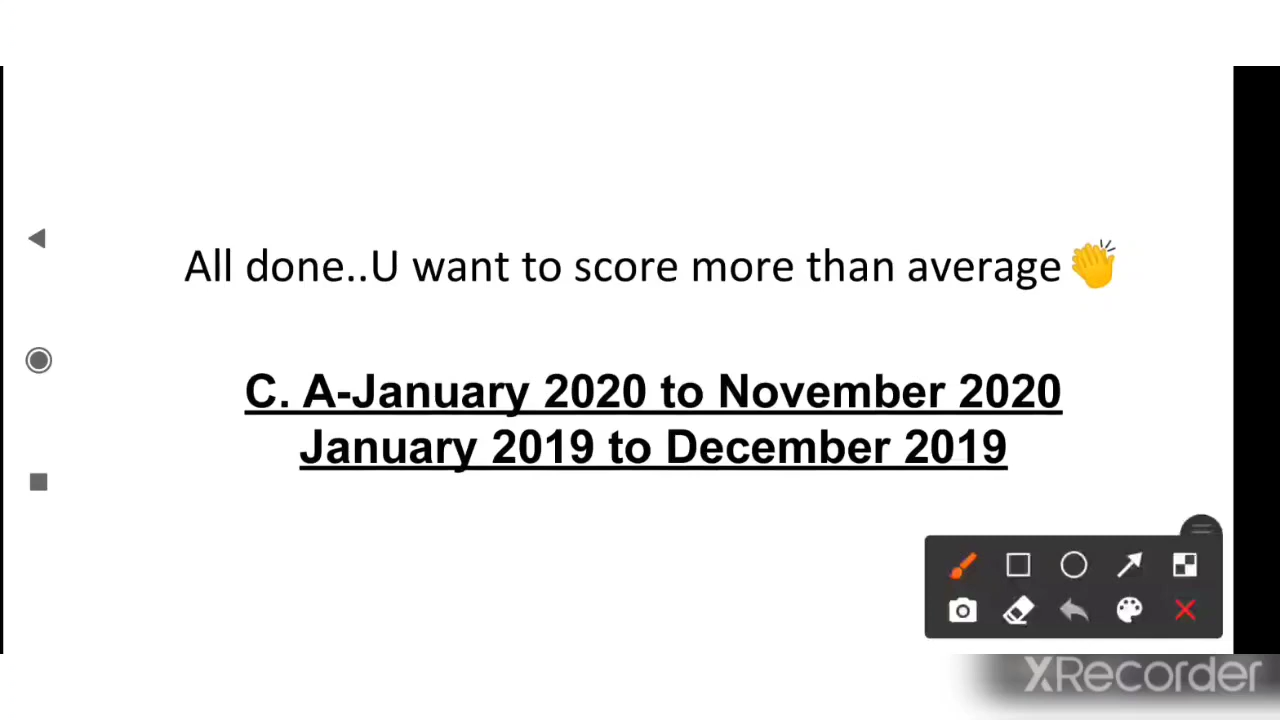 All done..U want to score more than average 👏
C. A-January 2020 to November 2020
January 2019 to December 2019
XRecorder